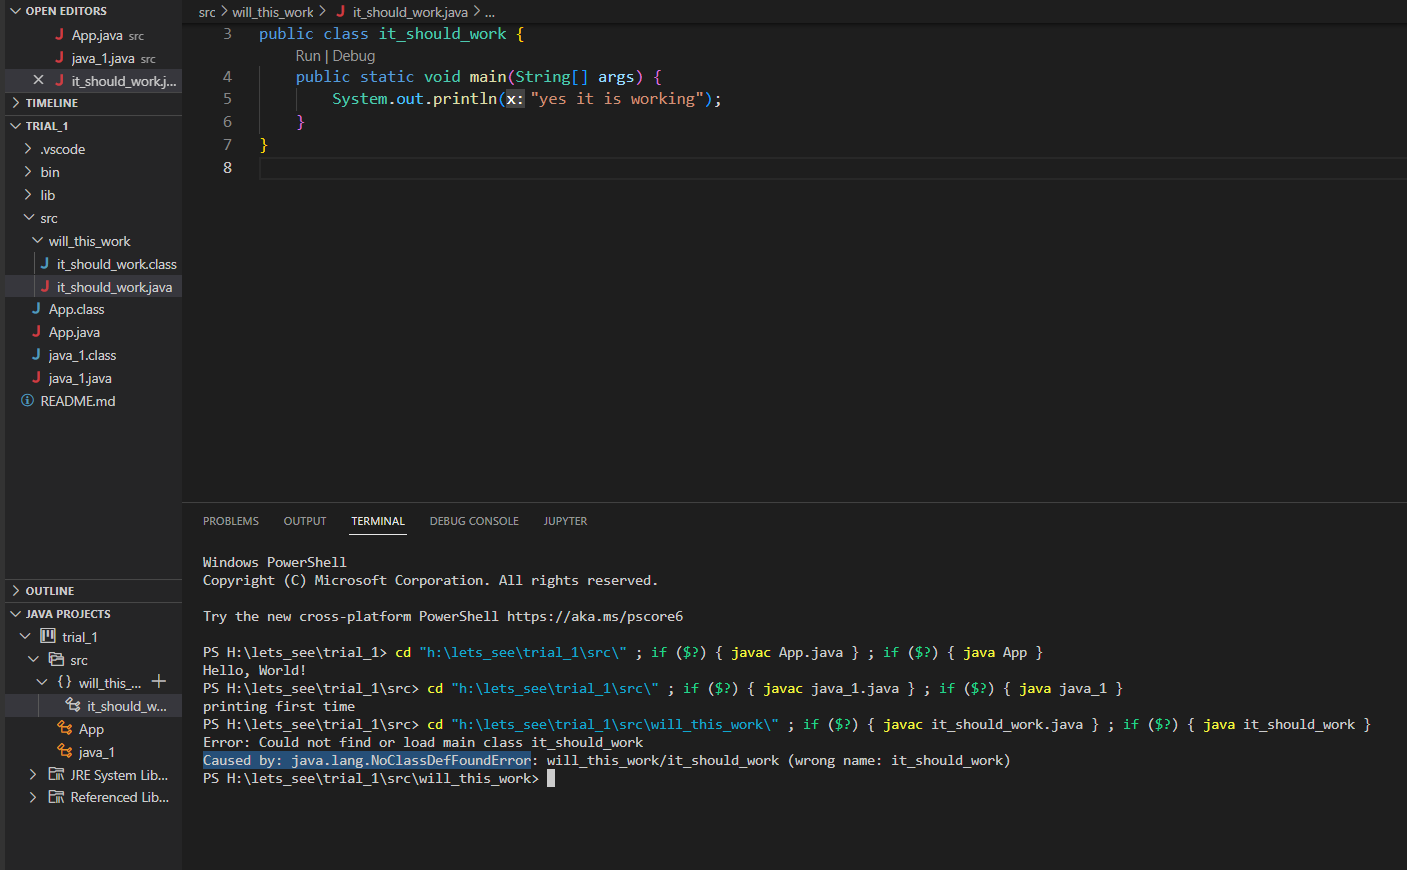 OPEN EDITORS
App.java src
java_1.java src
it_should_work.j...
TIMELINE
TRIAL_1
.vscode
bin
lib
src
will_this_work
it_should_work.class
it_should_work.java
App.class
App.java
java_1.class
java_1.java
README.md
OUTLINE
JAVA PROJECTS
trial_1
src
{} will_this_...
it_should_w...
App
java_1
JRE System Lib...
Referenced Lib...
src > will_this_work > it_should_work.java > ...
3 public class it_should_work {
Run | Debug
4 public static void main(String[] args) {
5 System.out.println(x: "yes it is working");
6 }
7 }
8
PROBLEMS OUTPUT TERMINAL DEBUG CONSOLE JUPYTER
Windows PowerShell
Copyright (C) Microsoft Corporation. All rights reserved.
Try the new cross-platform PowerShell https://aka.ms/pscore6
PS H:\lets_see\trial_1> cd "h:\lets_see\trial_1\src\" ; if ($?) { javac App.java } ; if ($?) { java App }
Hello, World!
PS H:\lets_see\trial_1\src> cd "h:\lets_see\trial_1\src\" ; if ($?) { javac java_1.java } ; if ($?) { java java_1 }
printing first time
PS H:\lets_see\trial_1\src> cd "h:\lets_see\trial_1\src\will_this_work\" ; if ($?) { javac it_should_work.java } ; if ($?) { java it_should_work }
Error: Could not find or load main class it_should_work
Caused by: java.lang.NoClassDefFoundError: will_this_work/it_should_work (wrong name: it_should_work)
PS H:\lets_see\trial_1\src\will_this_work>